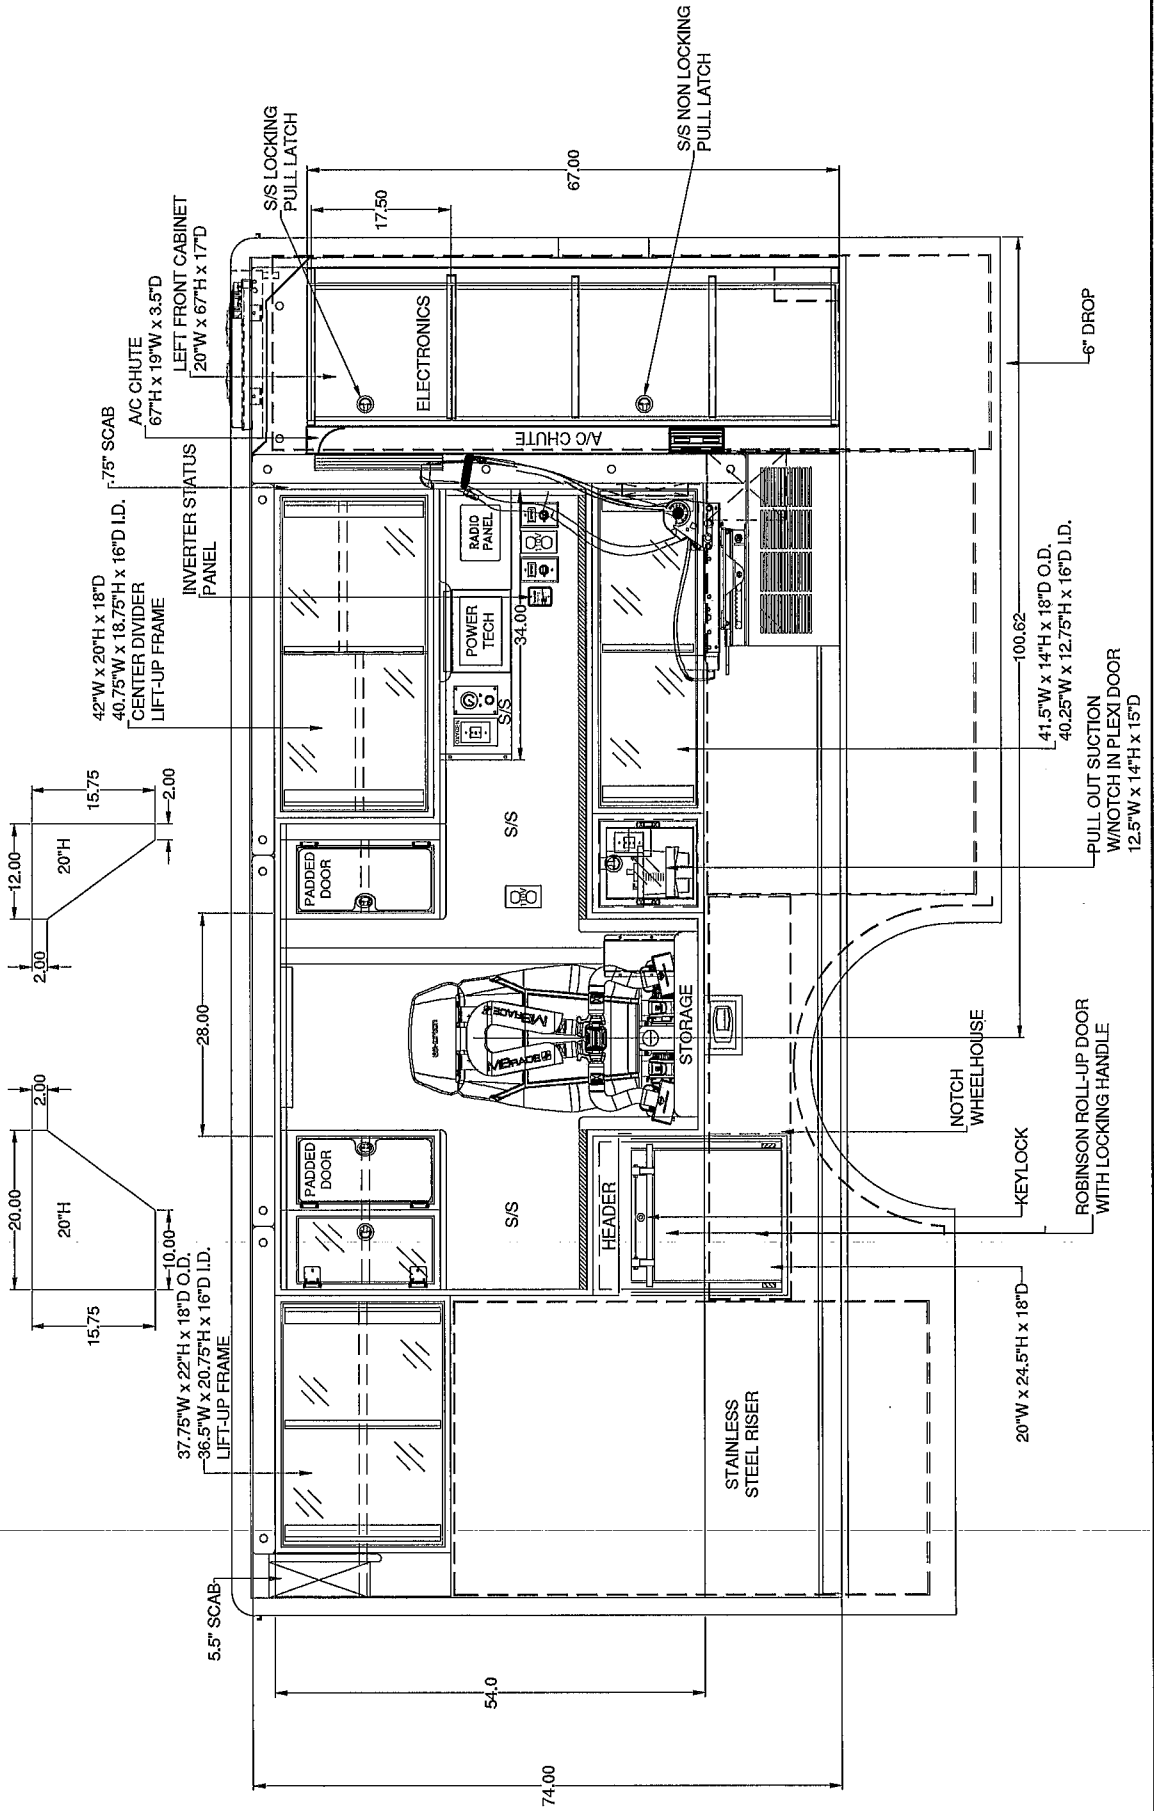 20.00
2.00
12.00
2.00
20"H
20"H
15.75
15.75
10.00
2.00
28.00
37.75"W x 22"H x 18"D O.D.
36.5"W x 20.75"H x 16"D I.D.
LIFT-UP FRAME
42"W x 20"H x 18"D
40.75"W x 18.75"H x 16"D I.D.
CENTER DIVIDER
LIFT-UP FRAME
INVERTER STATUS
PANEL
.75" SCAB
A/C CHUTE
67"H x 19"W x 3.5"D
LEFT FRONT CABINET
20"W x 67"H x 17"D
S/S LOCKING
PULL LATCH
5.5" SCAB
PADDED
DOOR
PADDED
DOOR
17.50
ELECTRONICS
RADIO
PANEL
POWER
TECH
OXYGEN
S/S
34.00
110V
A/C CHUTE
S/S
S/S
110V
67.00
S/S NON LOCKING
PULL LATCH
54.0
74.00
HEADER
STORAGE
STAINLESS
STEEL RISER
NOTCH
WHEELHOUSE
100.62
6" DROP
KEYLOCK
ROBINSON ROLL-UP DOOR
WITH LOCKING HANDLE
20"W x 24.5"H x 18"D
41.5"W x 14"H x 18"D O.D.
40.25"W x 12.75"H x 16"D I.D.
PULL OUT SUCTION
W/NOTCH IN PLEXI DOOR
12.5"W x 14"H x 15"D